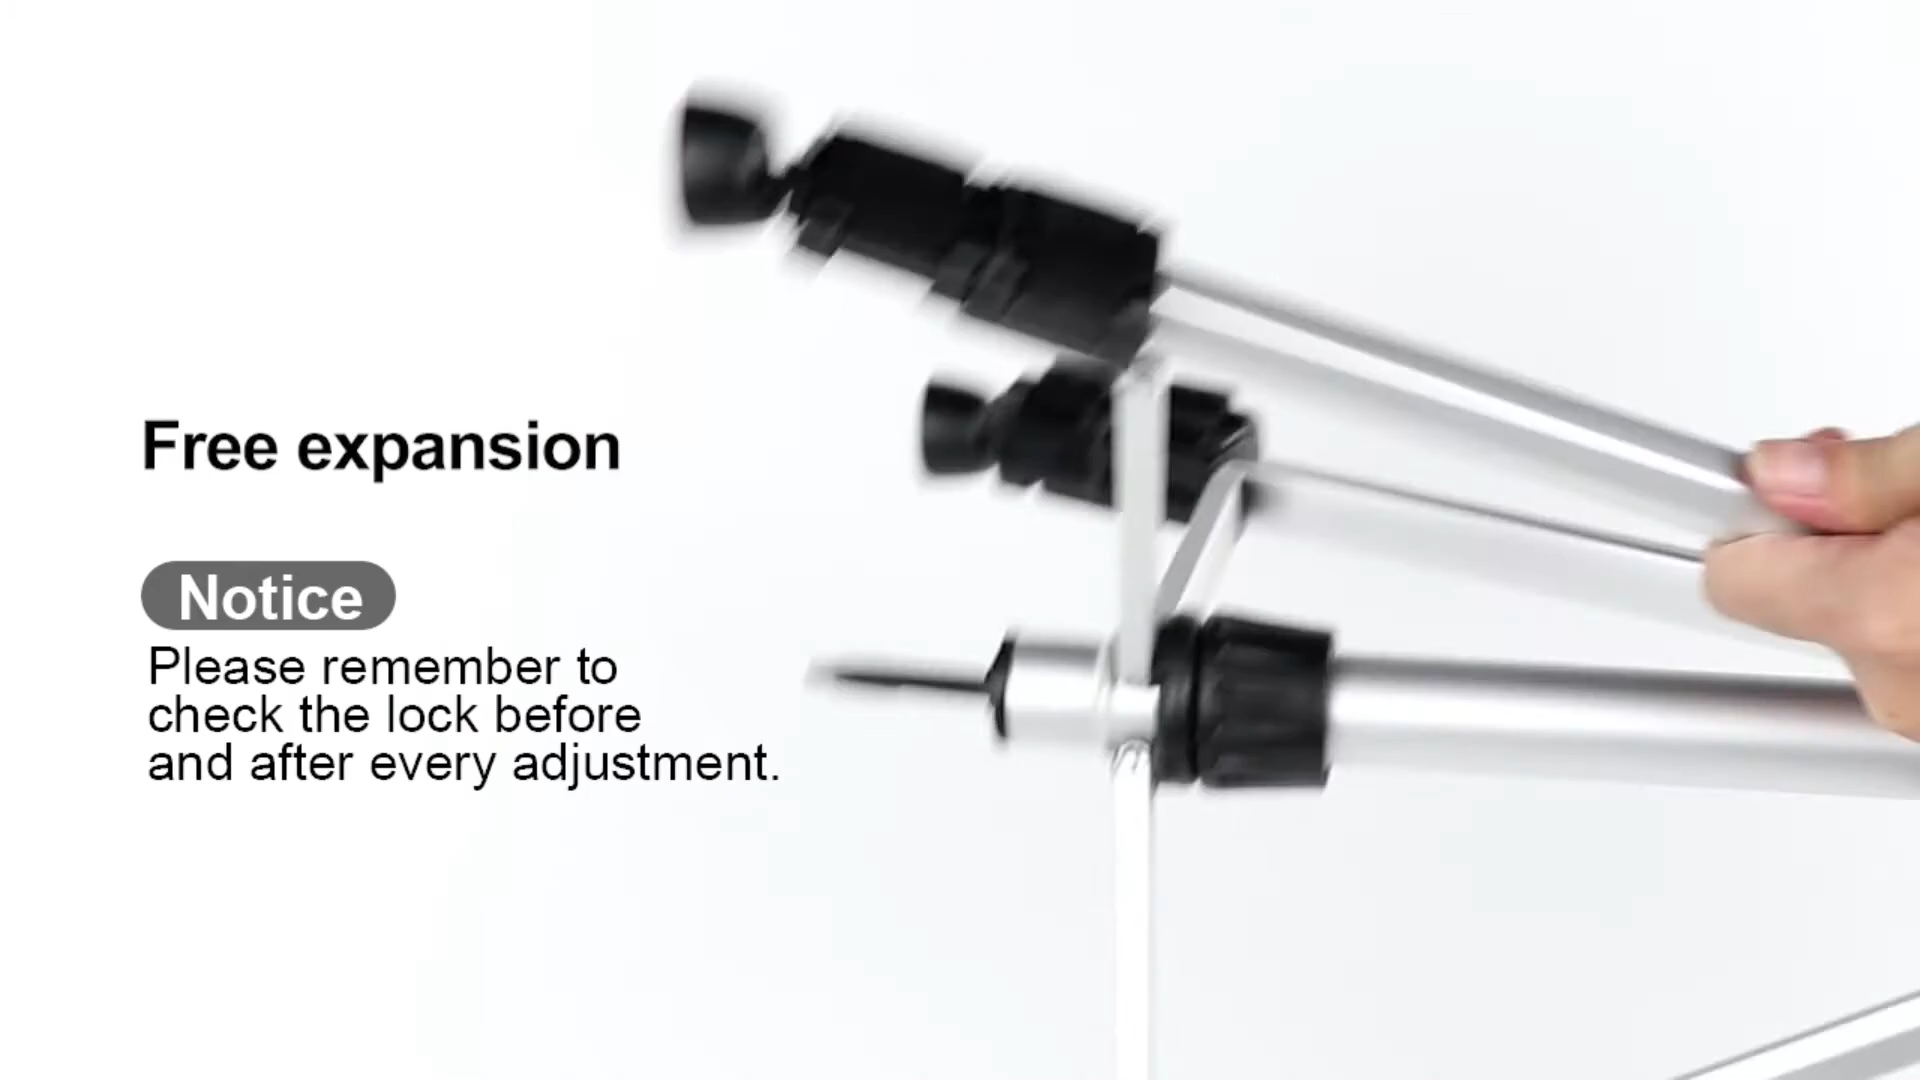 Free expansion
Notice
Please remember to
check the lock before
and after every adjustment.